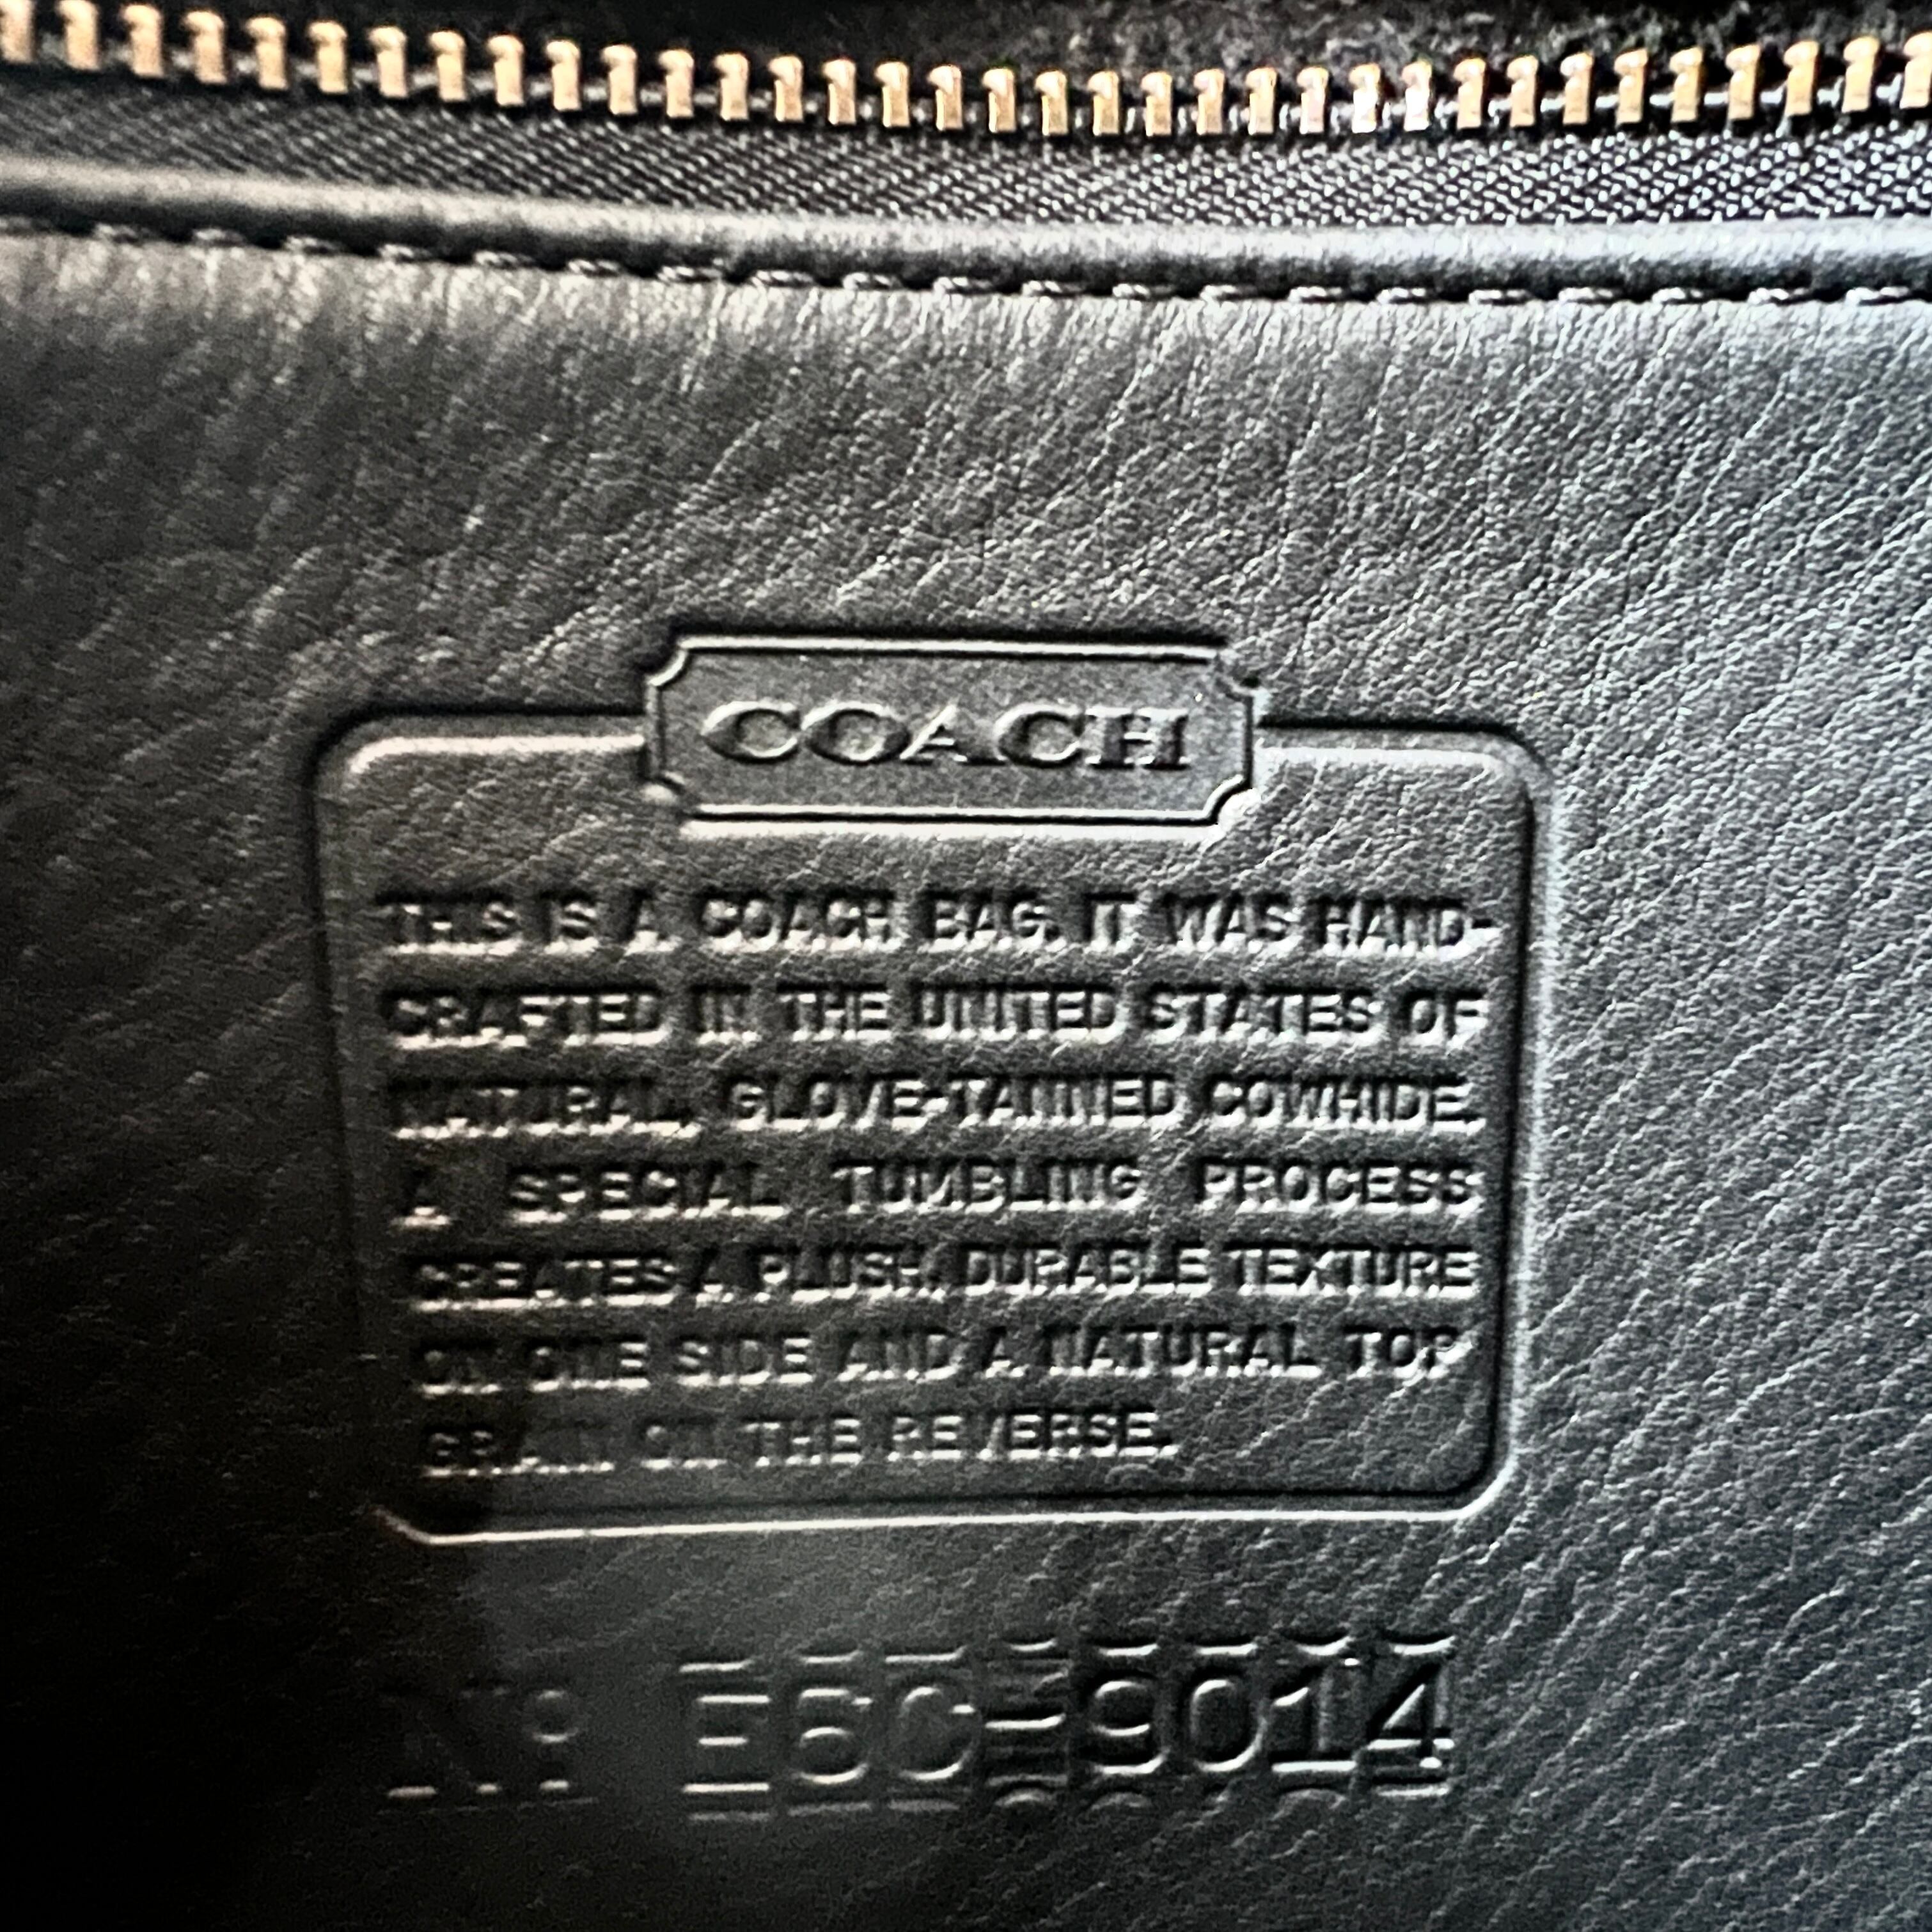 COACH
THIS IS A COACH BAG. IT WAS HAND-
CRAFTED IN THE UNITED STATES OF
NATURAL, GLOVE-TANNED COWHIDE.
A SPECIAL TUMBLING PROCESS
CREATES A PLUSH, DURABLE TEXTURE
ON ONE SIDE AND A NATURAL TOP
GRAIN ON THE REVERSE.
Nº E6C-9014